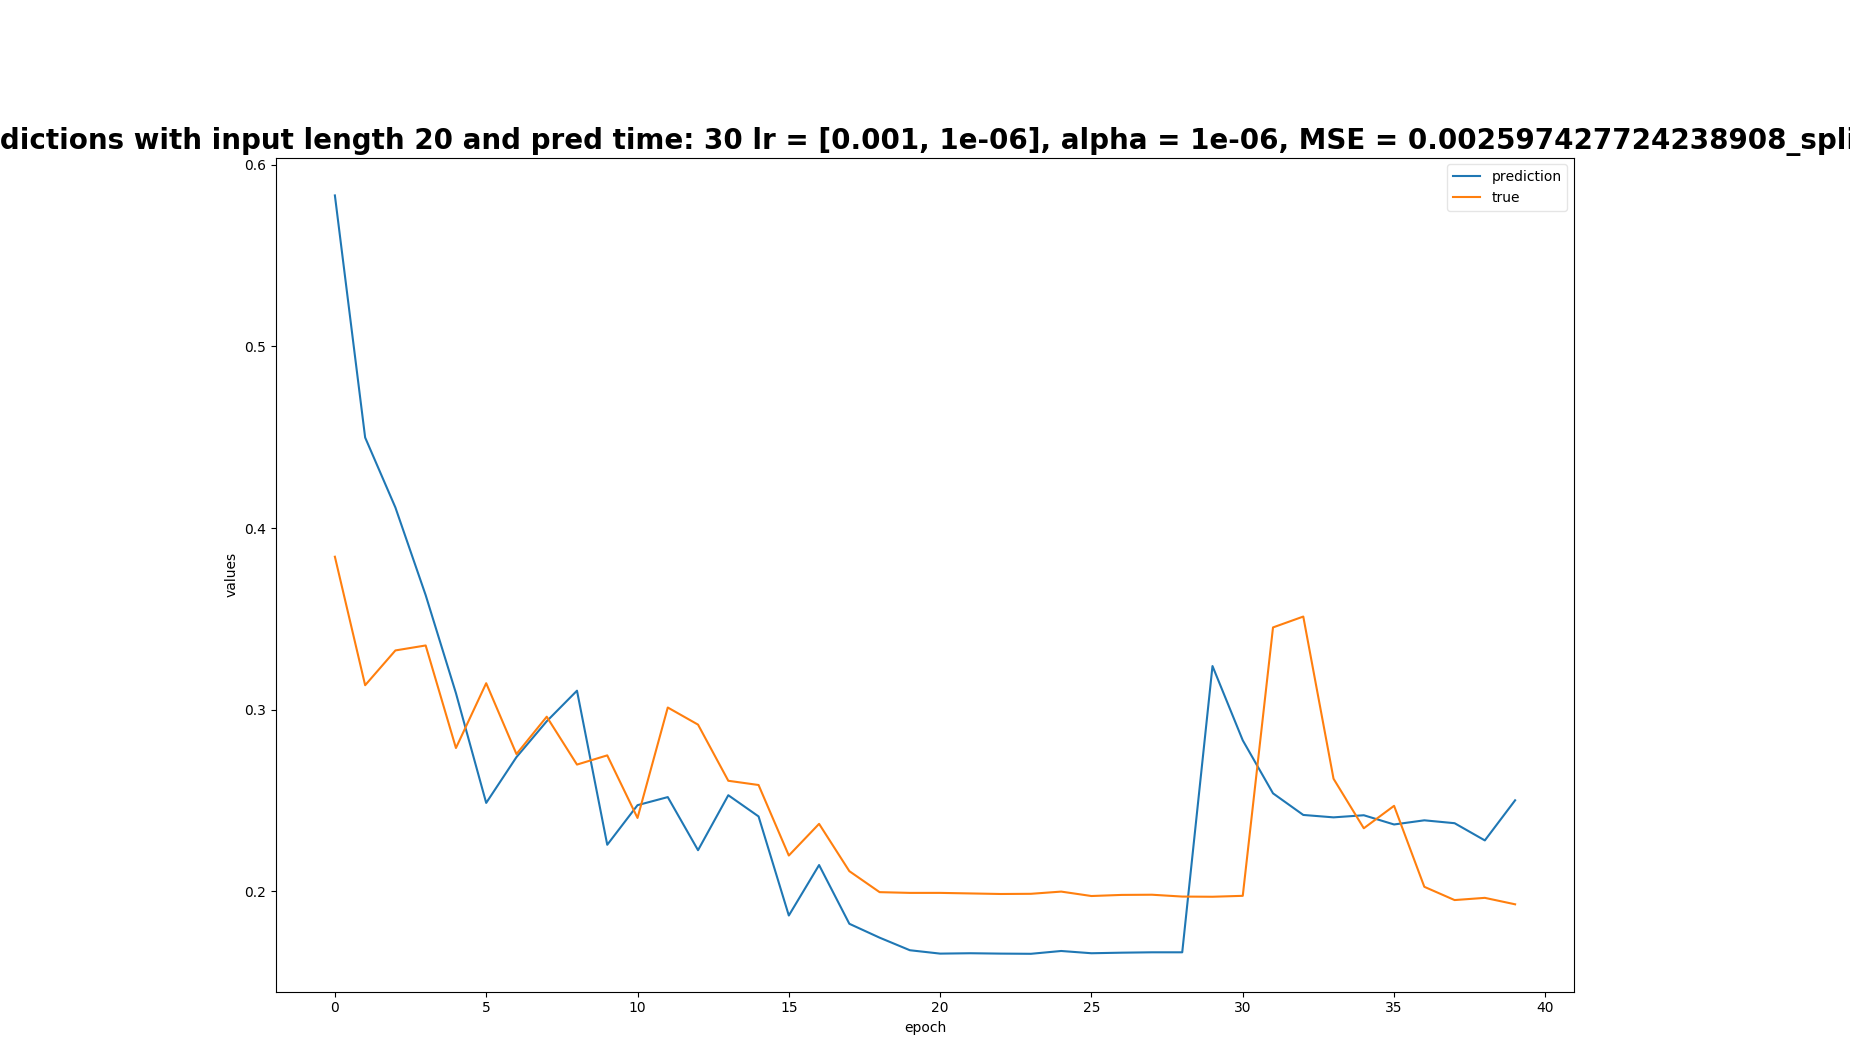 dictions with input length 20 and pred time: 30 lr = [0.001, 1e-06], alpha = 1e-06, MSE = 0.002597427724238908_spli
prediction
true
0.6
0.5
0.4
0.3
0.2
values
0 5 10 15 20 25 30 35 40
epoch